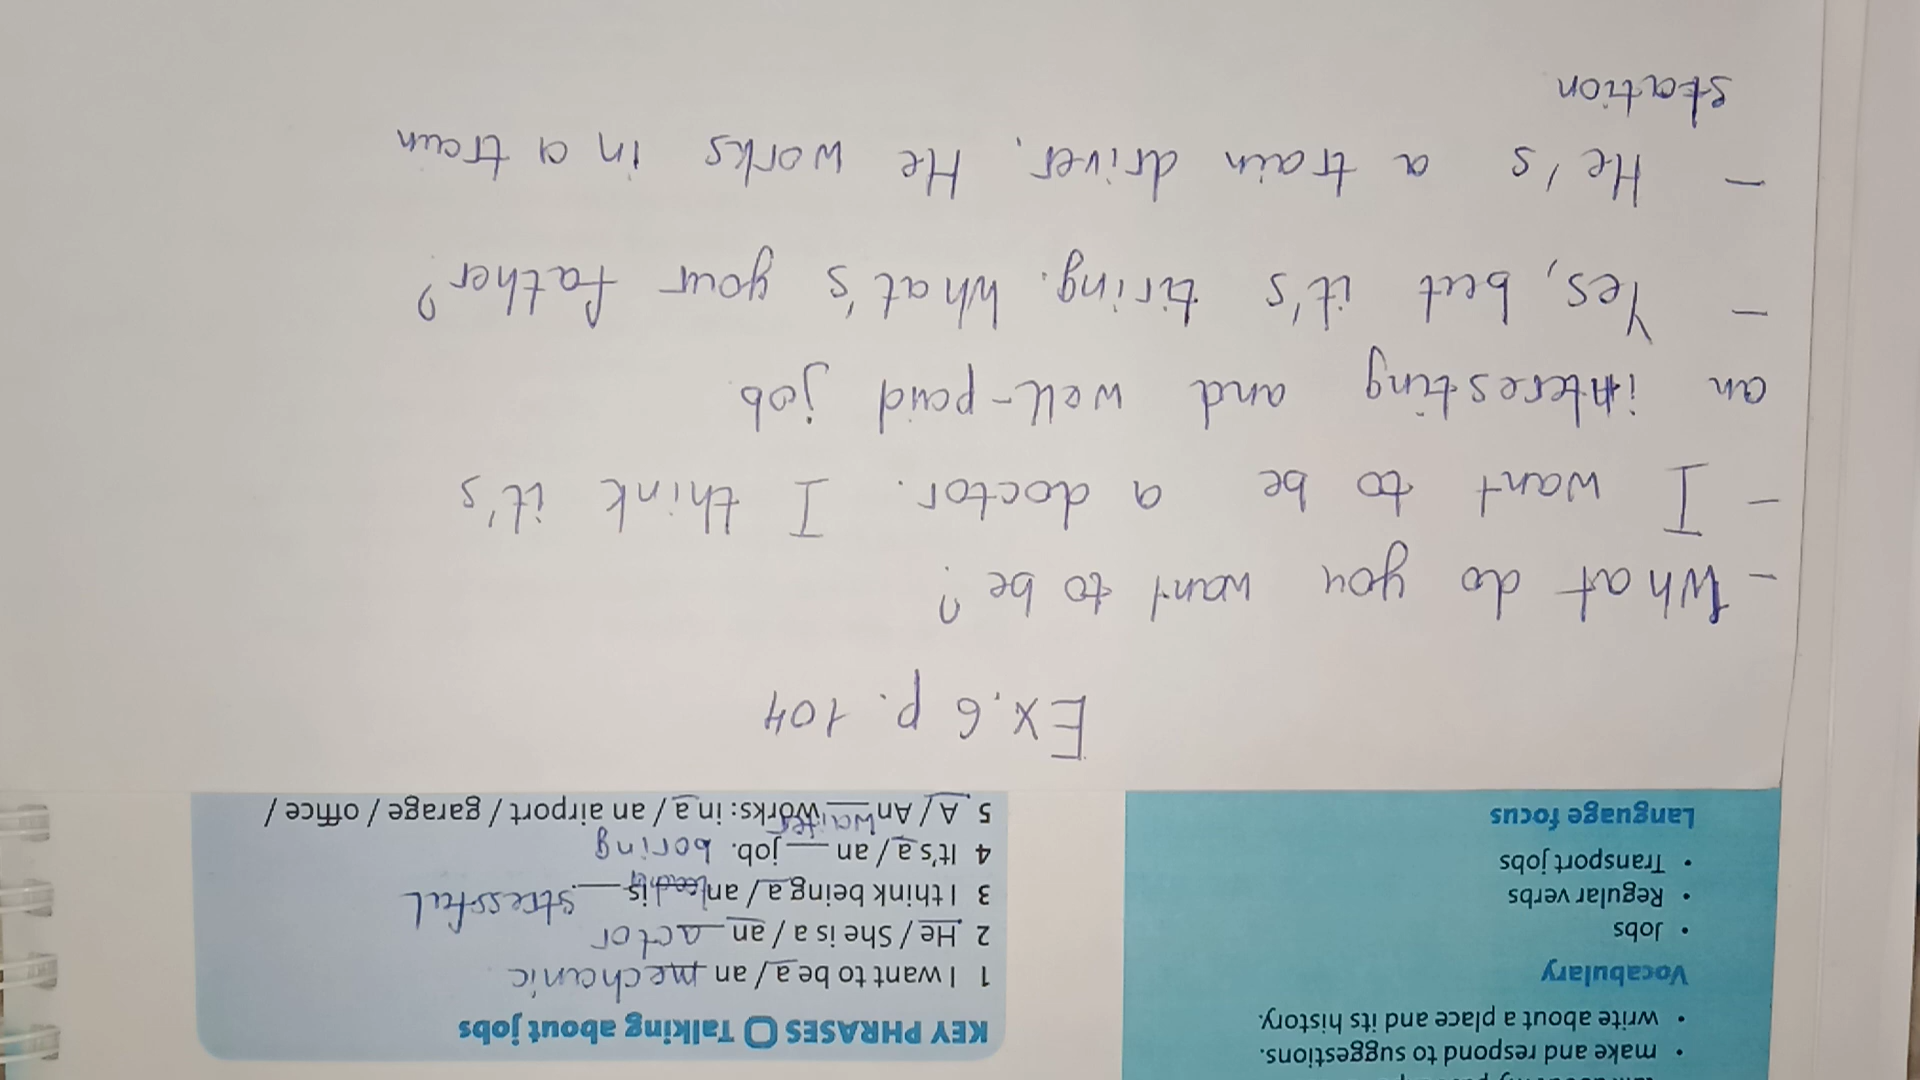 • make and respond to suggestions.
• write about a place and its history.
Vocabulary
• Jobs
• Regular verbs
• Transport jobs
Language focus
KEY PHRASES Talking about jobs
1 I want to be a / an mechanic
2 He / She is a / an actor
3 I think being a / an is stressful
4 It's a / an job. boring
5 A / An waiter works: in a / an airport / garage / office /
Ex. 6 p. 104
- What do you want to be?
- I want to be a doctor. I think it's
an interesting and well-paid job.
- Yes, but it's tiring. What's your father?
- He's a train driver. He works in a train
station